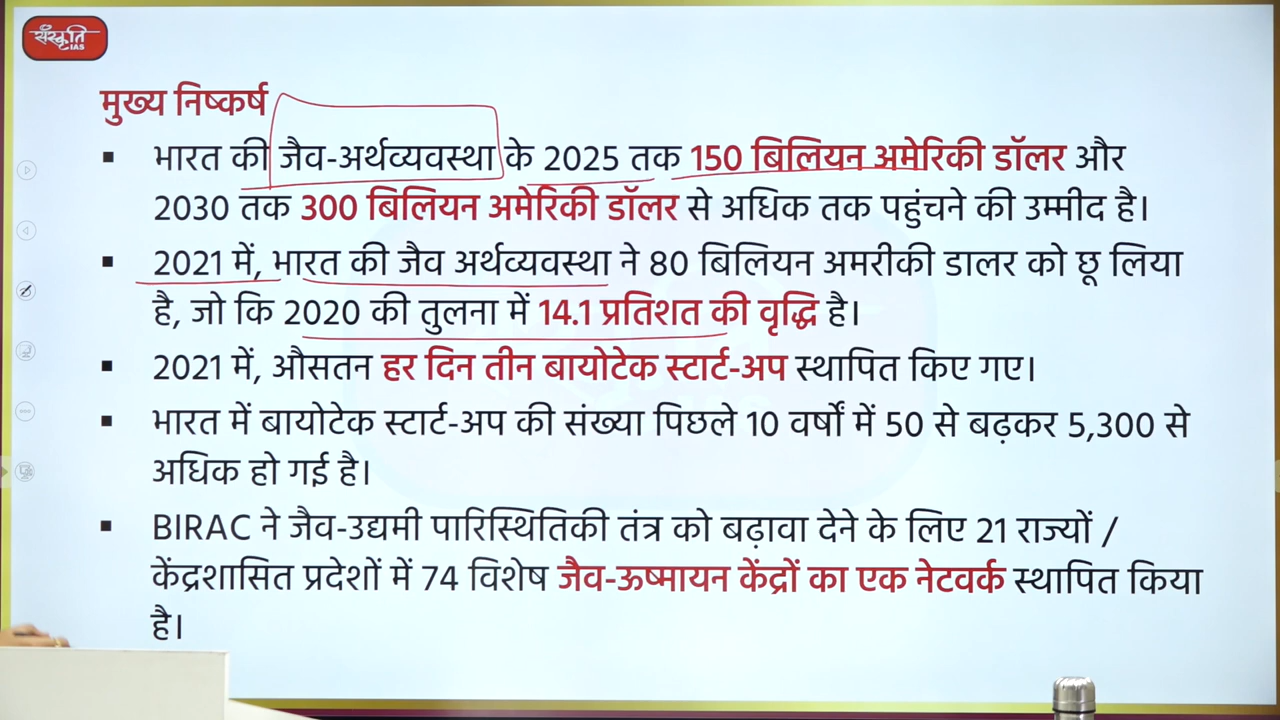 संस्कृति
IAS
मुख्य निष्कर्ष
▪ भारत की जैव-अर्थव्यवस्था के 2025 तक 150 बिलियन अमेरिकी डॉलर और
2030 तक 300 बिलियन अमेरिकी डॉलर से अधिक तक पहुंचने की उम्मीद है।
▪ 2021 में, भारत की जैव अर्थव्यवस्था ने 80 बिलियन अमरीकी डालर को छू लिया
है, जो कि 2020 की तुलना में 14.1 प्रतिशत की वृद्धि है।
▪ 2021 में, औसतन हर दिन तीन बायोटेक स्टार्ट-अप स्थापित किए गए।
▪ भारत में बायोटेक स्टार्ट-अप की संख्या पिछले 10 वर्षों में 50 से बढ़कर 5,300 से
अधिक हो गई है।
▪ BIRAC ने जैव-उद्यमी पारिस्थितिकी तंत्र को बढ़ावा देने के लिए 21 राज्यों /
केंद्रशासित प्रदेशों में 74 विशेष जैव-ऊष्मायन केंद्रों का एक नेटवर्क स्थापित किया
है।